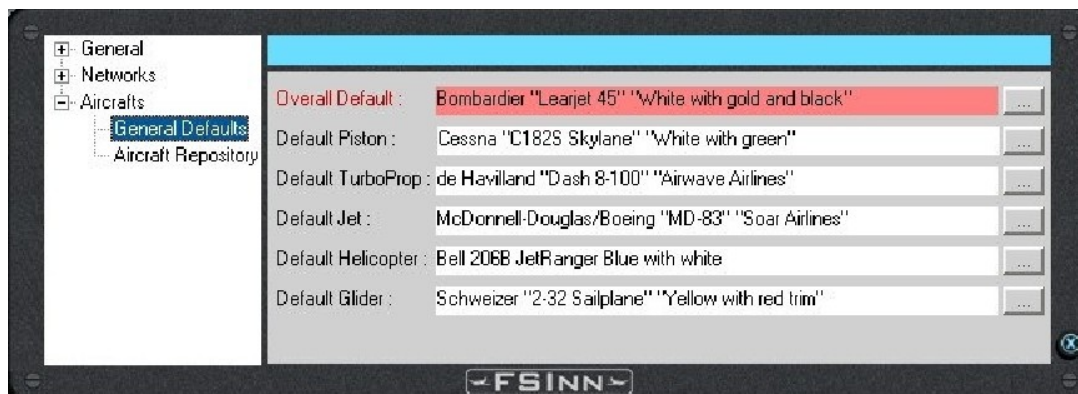 General
Networks
Aircrafts
General Defaults
Aircraft Repository
Overall Default : Bombardier "Learjet 45" "White with gold and black" ...
Default Piston : Cessna "C182S Skylane" "White with green" ...
Default TurboProp : de Havilland "Dash 8-100" "Airwave Airlines" ...
Default Jet : McDonnell-Douglas/Boeing "MD-83" "Soar Airlines" ...
Default Helicopter : Bell 206B JetRanger Blue with white ...
Default Glider : Schweizer "2-32 Sailplane" "Yellow with red trim" ...
FSINN